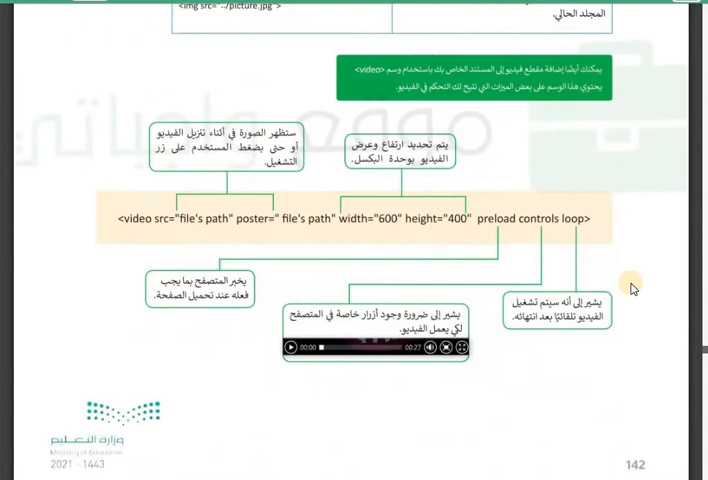 <img src="../picture.jpg">
المجلد الحالي.
يمكنك أيضًا إضافة مقطع فيديو إلى المستند الخاص بك باستخدام وسم <video>
يحتوي هذا الوسم على بعض الميزات التي تتيح لك التحكم في الفيديو.
موقع واجباتي
يتم تحديد ارتفاع وعرض
الفيديو بوحدة البكسل.
ستظهر الصورة في أثناء تنزيل الفيديو
أو حتى يضغط المستخدم على زر
التشغيل.
<video src="file's path" poster=" file's path" width="600" height="400" preload controls loop>
يشير إلى أنه سيتم تشغيل
الفيديو تلقائيًا بعد انتهائه.
يشير إلى ضرورة وجود أزرار خاصة في المتصفح
لكي يعمل الفيديو.
00:00 00:27
يخبر المتصفح بما يجب
فعله عند تحميل الصفحة.
وزارة التعليم
Ministry of Education
2021 - 1443
142